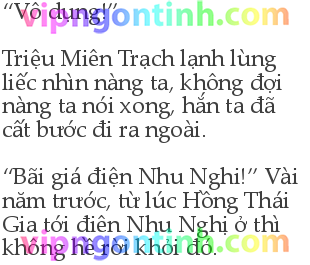 “Vô dụng!”
vipngontinh.com
Triệu Miên Trạch lạnh lùng
liếc nhìn nàng ta, không đợi
nàng ta nói xong, hắn ta đã
cất bước đi ra ngoài.
“Bãi giá điện Nhu Nghi!” Vài
năm trước, từ lúc Hồng Thái
Gia tới điện Nhu Nghi ở thì
không hề rời khỏi đó.
vipngontinh.com